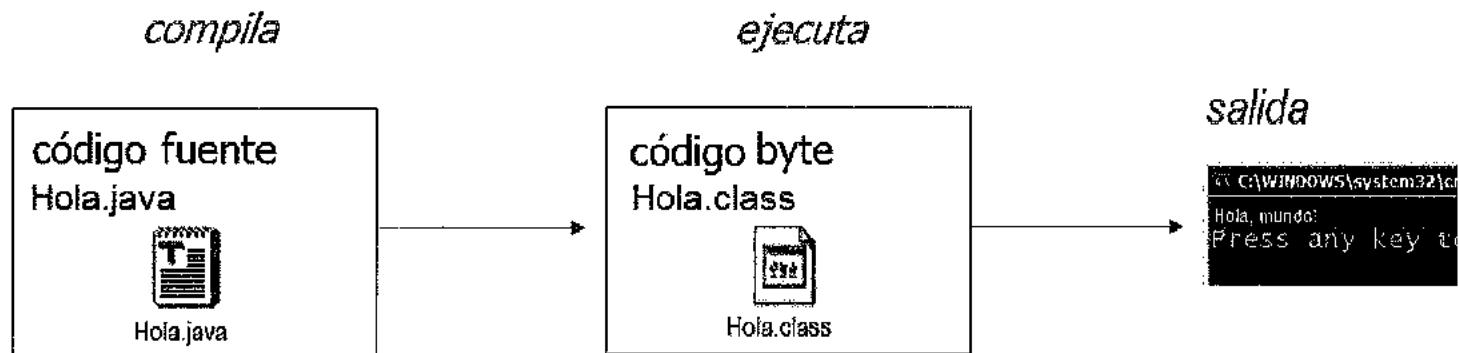 compila
ejecuta
salida
código fuente
Hola.java
Hola.java
código byte
Hola.class
Hola.class
C:\WINDOWS\system32\
Hola, mundo!
Press any key to